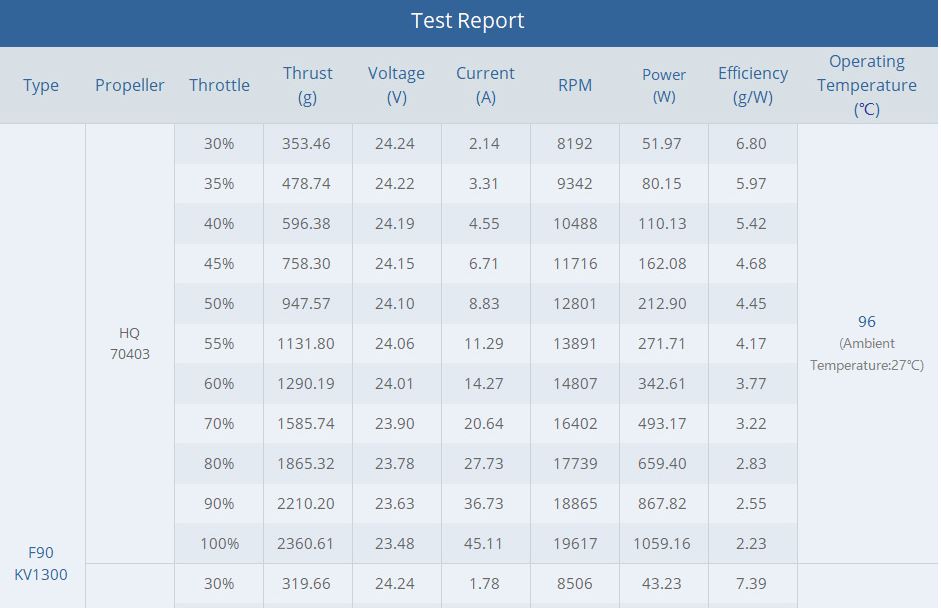 Test Report
Type Propeller Throttle Thrust (g) Voltage (V) Current (A) RPM Power (W) Efficiency (g/W) Operating Temperature (℃)
30% 353.46 24.24 2.14 8192 51.97 6.80
35% 478.74 24.22 3.31 9342 80.15 5.97
40% 596.38 24.19 4.55 10488 110.13 5.42
45% 758.30 24.15 6.71 11716 162.08 4.68
50% 947.57 24.10 8.83 12801 212.90 4.45
HQ 70403
55% 1131.80 24.06 11.29 13891 271.71 4.17
96
(Ambient
Temperature:27℃)
60% 1290.19 24.01 14.27 14807 342.61 3.77
70% 1585.74 23.90 20.64 16402 493.17 3.22
80% 1865.32 23.78 27.73 17739 659.40 2.83
90% 2210.20 23.63 36.73 18865 867.82 2.55
100% 2360.61 23.48 45.11 19617 1059.16 2.23
F90
KV1300
30% 319.66 24.24 1.78 8506 43.23 7.39